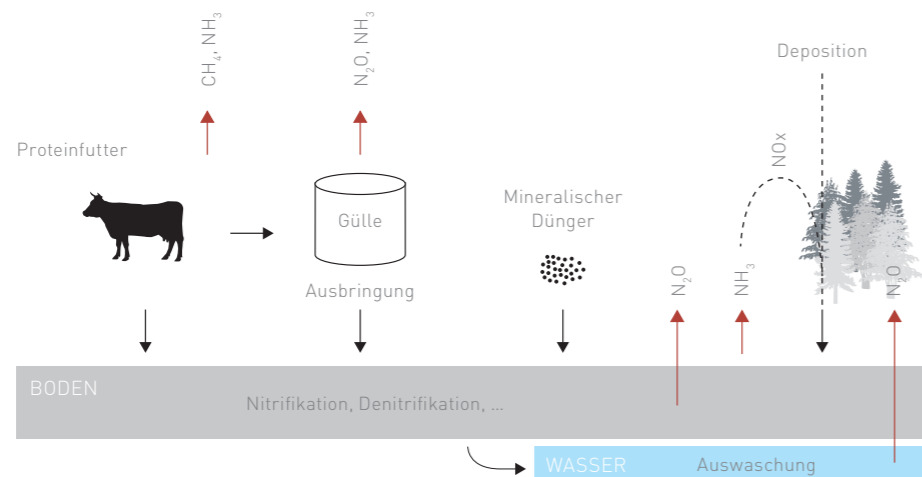 CH₄, NH₃
N₂O, NH₃
Deposition
Proteinfutter
NOx
Mineralischer
Dünger
Gülle
N₂O
NH₃
N₂O
Ausbringung
BODEN
Nitrifikation, Denitrifikation, ...
WASSER
Auswaschung